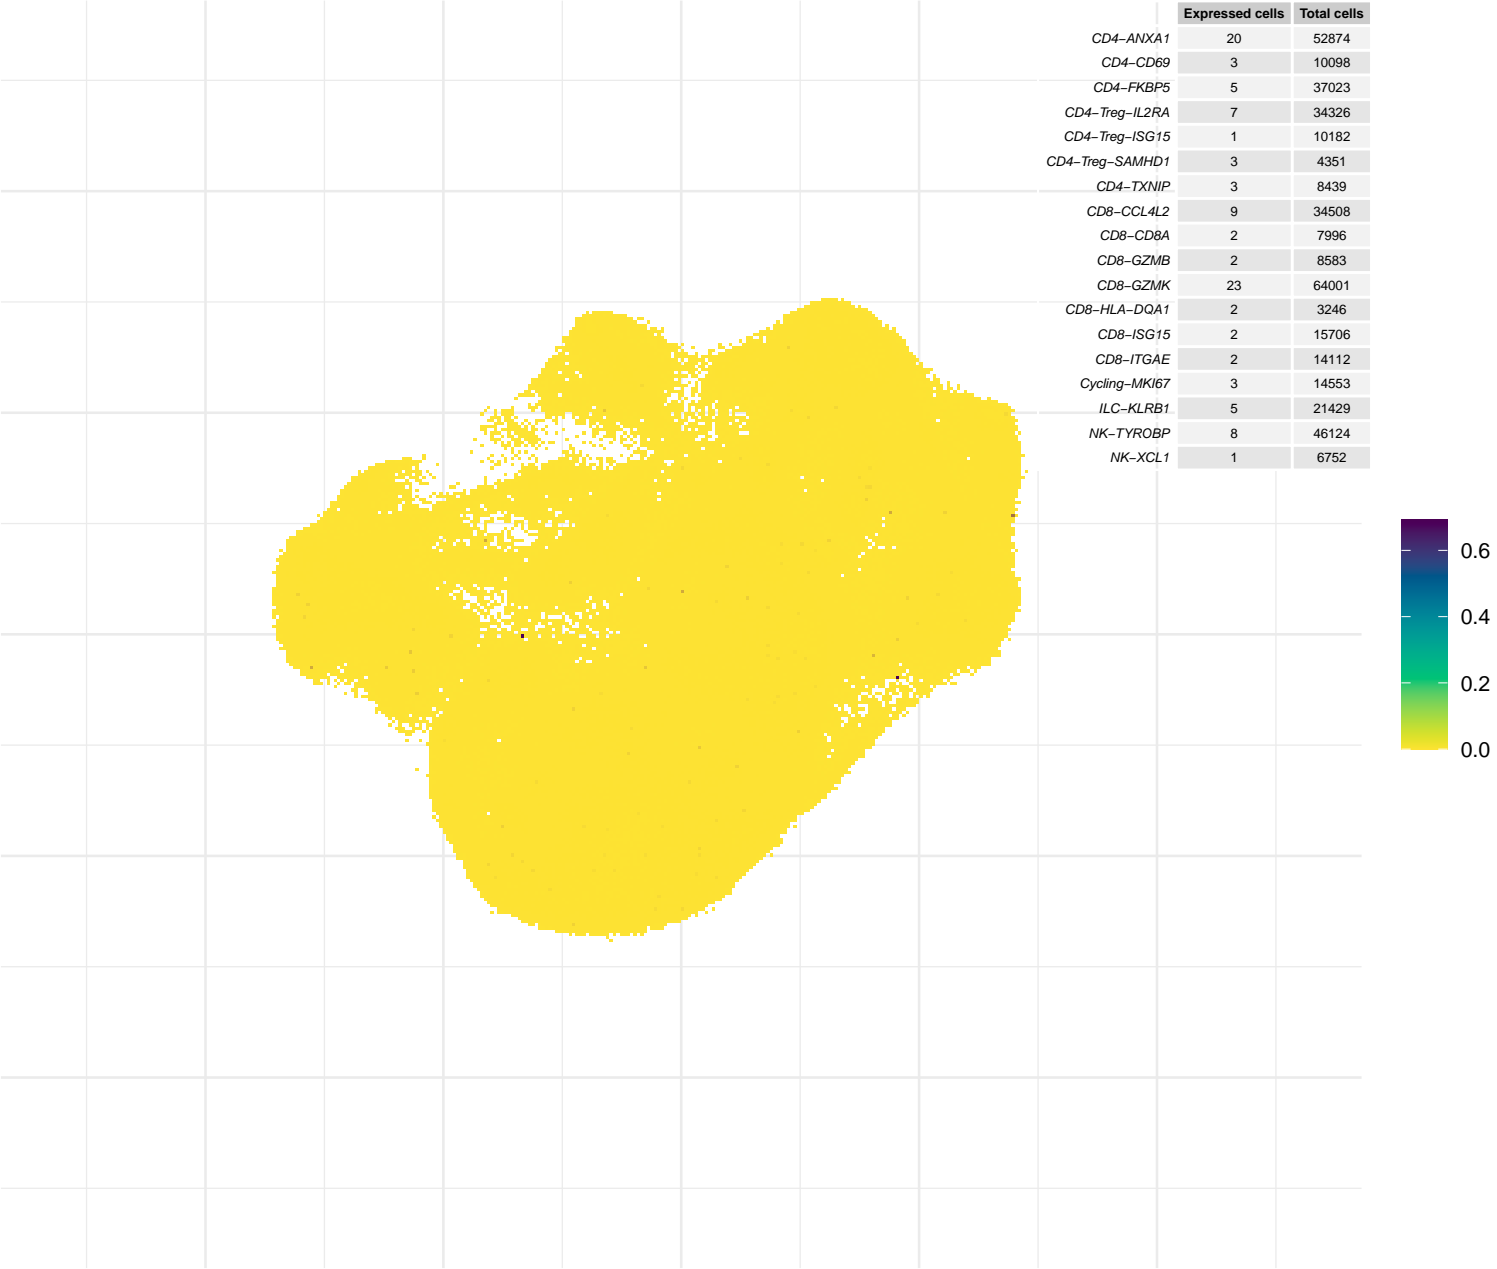 Expressed cells Total cells
CD4−ANXA1 20 52874
CD4−CD69 3 10098
CD4−FKBP5 5 37023
CD4−Treg−IL2RA 7 34326
CD4−Treg−ISG15 1 10182
CD4−Treg−SAMHD1 3 4351
CD4−TXNIP 3 8439
CD8−CCL4L2 9 34508
CD8−CD8A 2 7996
CD8−GZMB 2 8583
CD8−GZMK 23 64001
CD8−HLA−DQA1 2 3246
CD8−ISG15 2 15706
CD8−ITGAE 2 14112
Cycling−MKI67 3 14553
ILC−KLRB1 5 21429
NK−TYROBP 8 46124
NK−XCL1 1 6752
0.6
0.4
0.2
0.0